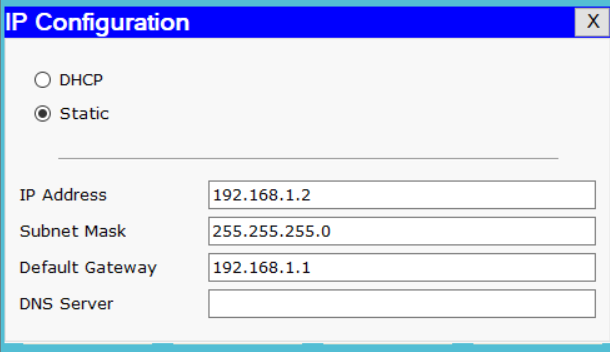 IP Configuration X
DHCP
Static
IP Address 192.168.1.2
Subnet Mask 255.255.255.0
Default Gateway 192.168.1.1
DNS Server